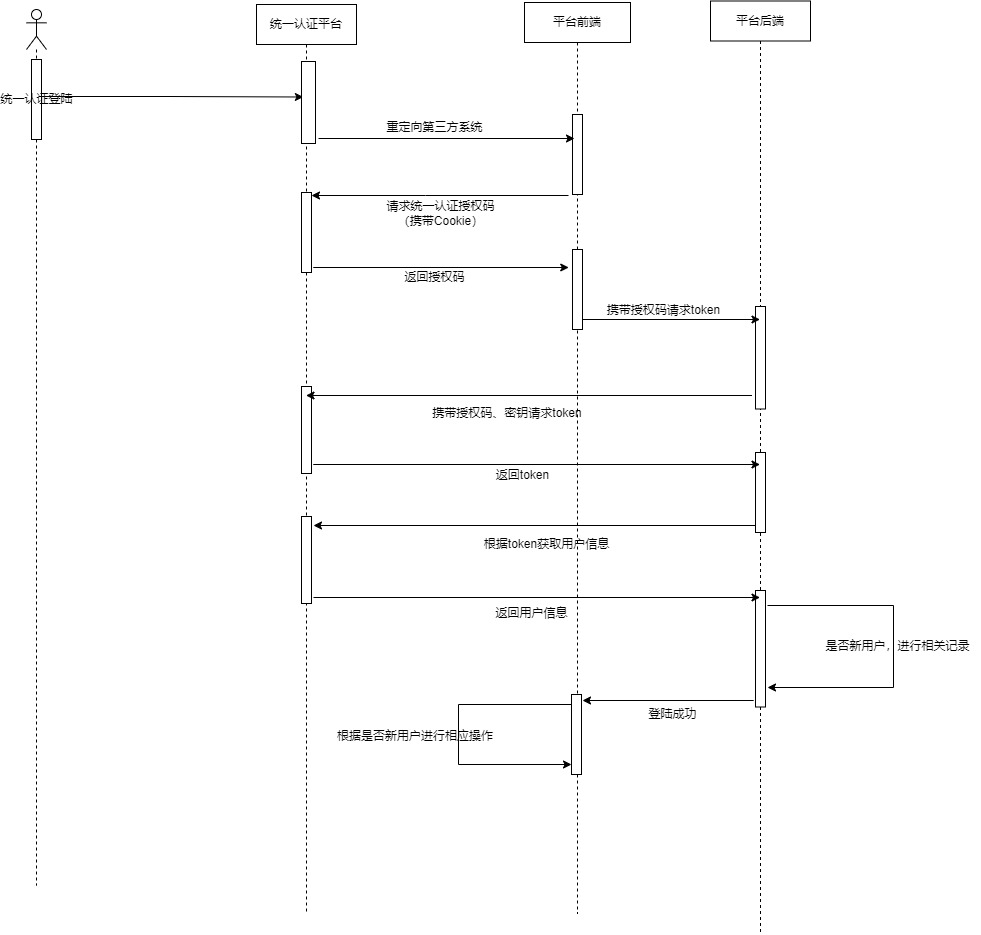 统一认证平台
平台前端
平台后端
统一认证登陆
重定向第三方系统
请求统一认证授权码
（携带Cookie）
返回授权码
携带授权码请求token
携带授权码、密钥请求token
返回token
根据token获取用户信息
返回用户信息
是否新用户，进行相关记录
登陆成功
根据是否新用户进行相应操作